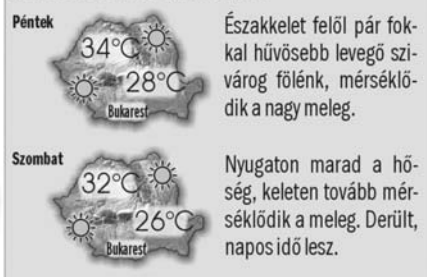 Péntek
34°C
28°C
Bukarest
Északkelet felől pár fok-
kal hűvösebb levegő szi-
várog fölénk, mérséklő-
dik a nagy meleg.
Szombat
32°C
26°C
Bukarest
Nyugaton marad a hő-
ség, keleten tovább mér-
séklődik a meleg. Derült,
napos idő lesz.